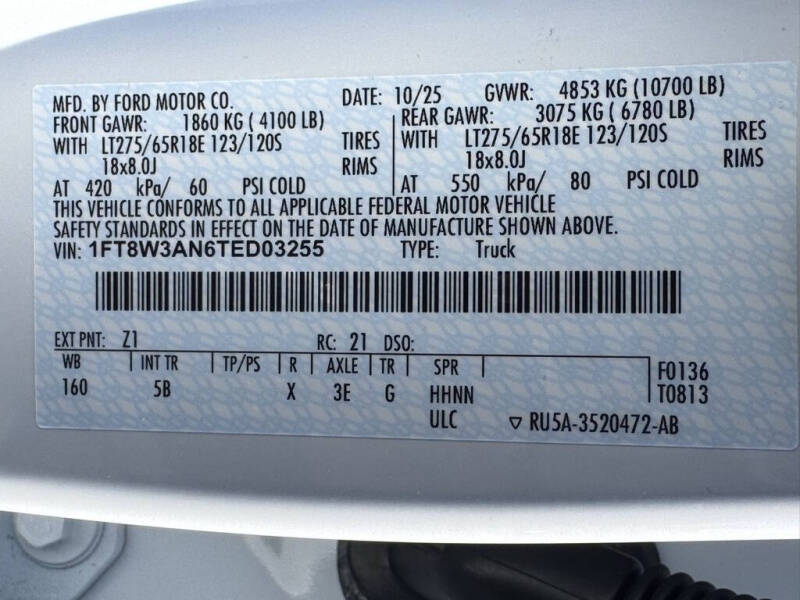 MFD. BY FORD MOTOR CO. DATE: 10/25 GVWR: 4853 KG (10700 LB)
FRONT GAWR: 1860 KG ( 4100 LB) REAR GAWR: 3075 KG ( 6780 LB)
WITH LT275/65R18E 123/120S TIRES WITH LT275/65R18E 123/120S TIRES
18x8.0J RIMS 18x8.0J RIMS
AT 420 kPa/ 60 PSI COLD AT 550 kPa/ 80 PSI COLD
THIS VEHICLE CONFORMS TO ALL APPLICABLE FEDERAL MOTOR VEHICLE
SAFETY STANDARDS IN EFFECT ON THE DATE OF MANUFACTURE SHOWN ABOVE.
VIN: 1FT8W3AN6TED03255 TYPE: Truck
EXT PNT: Z1 RC: 21 DSO:
WB INT TR TP/PS R AXLE TR SPR F0136
160 5B X 3E G HHNN T0813
ULC ▽ RU5A-3520472-AB